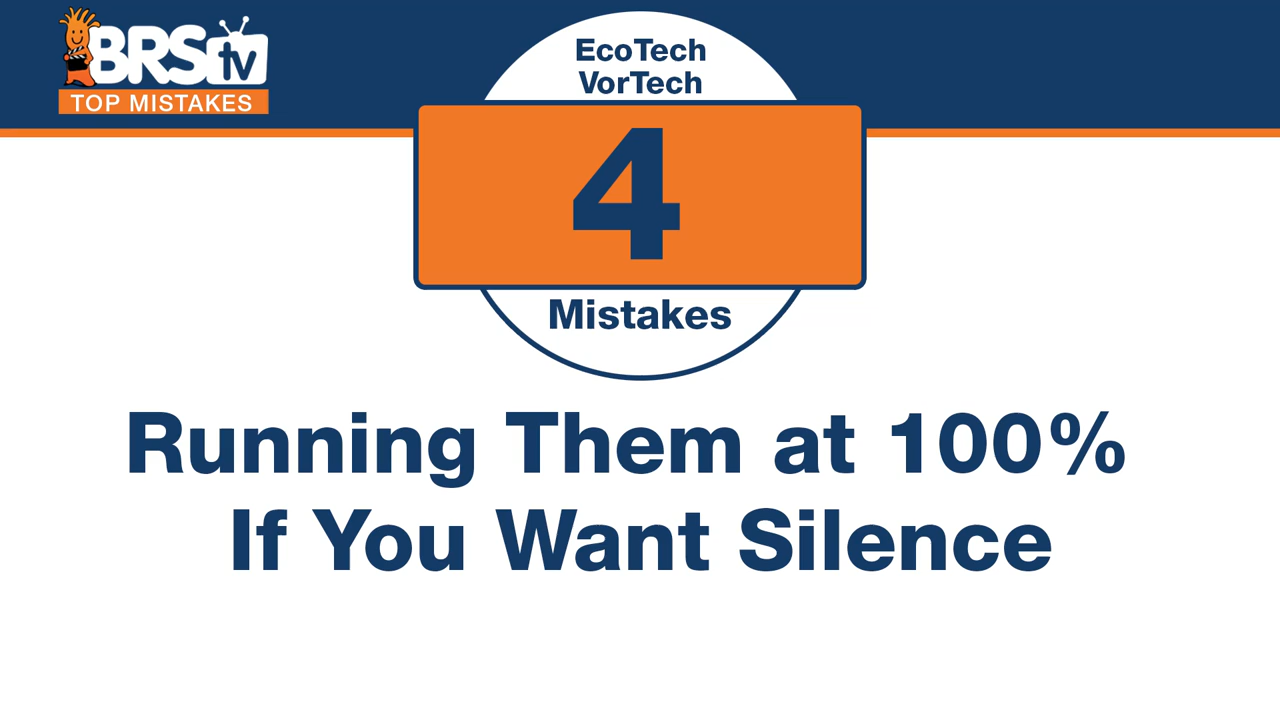 BRStv
TOP MISTAKES
EcoTech
VorTech
4
Mistakes
Running Them at 100%
If You Want Silence